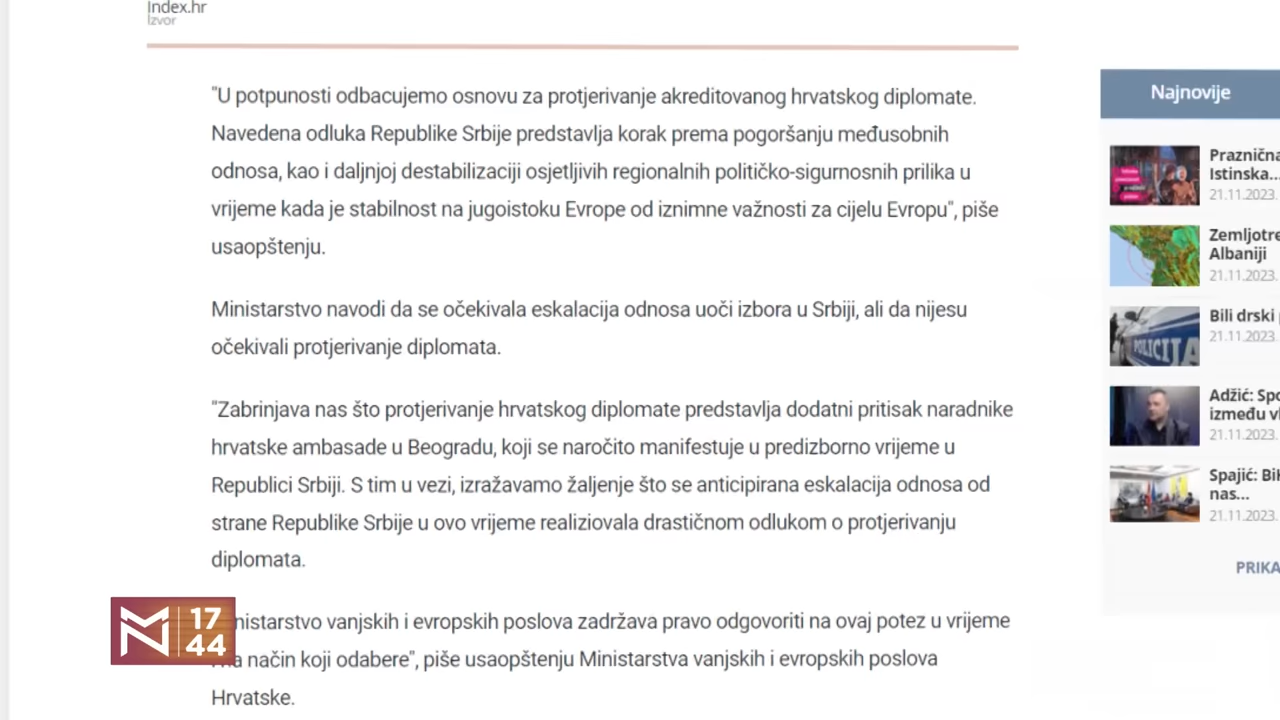 Index.hr
Izvor
"U potpunosti odbacujemo osnovu za protjerivanje akreditovanog hrvatskog diplomate.
Navedena odluka Republike Srbije predstavlja korak prema pogoršanju međusobnih
odnosa, kao i daljnjoj destabilizaciji osjetljivih regionalnih političko-sigurnosnih prilika u
vrijeme kada je stabilnost na jugoistoku Evrope od iznimne važnosti za cijelu Evropu", piše
usaopštenju.
Ministarstvo navodi da se očekivala eskalacija odnosa uoči izbora u Srbiji, ali da nijesu
očekivali protjerivanje diplomata.
"Zabrinjava nas što protjerivanje hrvatskog diplomate predstavlja dodatni pritisak naradnike
hrvatske ambasade u Beogradu, koji se naročito manifestuje u predizborno vrijeme u
Republici Srbiji. S tim u vezi, izražavamo žaljenje što se anticipirana eskalacija odnosa od
strane Republike Srbije u ovo vrijeme realiziovala drastičnom odlukom o protjerivanju
diplomata.
nistarstvo vanjskih i evropskih poslova zadržava pravo odgovoriti na ovaj potez u vrijeme
na način koji odabere", piše usaopštenju Ministarstva vanjskih i evropskih poslova
Hrvatske.
Najnovije
Praznična
Istinska...
21.11.2023.
Zemljotre
Albaniji
21.11.2023.
Bili drski
21.11.2023.
POLICIJA
Adžić: Spo
između vl
21.11.2023.
Spajić: BiH
nas...
21.11.2023.
PRIKA
M
17
44